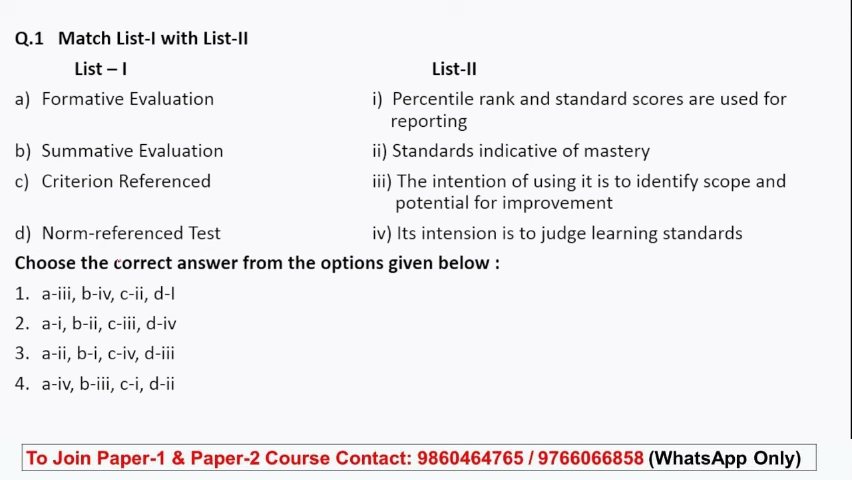 Q.1 Match List-I with List-II
List – I List-II
a) Formative Evaluation i) Percentile rank and standard scores are used for
reporting
b) Summative Evaluation ii) Standards indicative of mastery
c) Criterion Referenced iii) The intention of using it is to identify scope and
potential for improvement
d) Norm-referenced Test iv) Its intension is to judge learning standards
Choose the correct answer from the options given below :
1. a-iii, b-iv, c-ii, d-I
2. a-i, b-ii, c-iii, d-iv
3. a-ii, b-i, c-iv, d-iii
4. a-iv, b-iii, c-i, d-ii
To Join Paper-1 & Paper-2 Course Contact: 9860464765 / 9766066858 (WhatsApp Only)